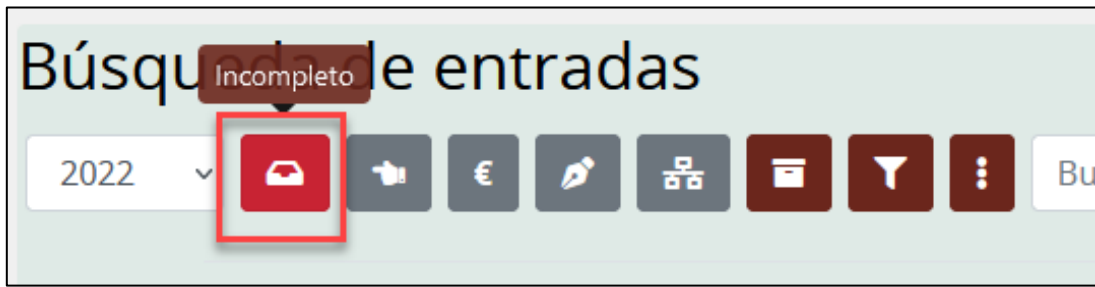 Búsqueda de entradas
Incompleto
2022
€
Bu